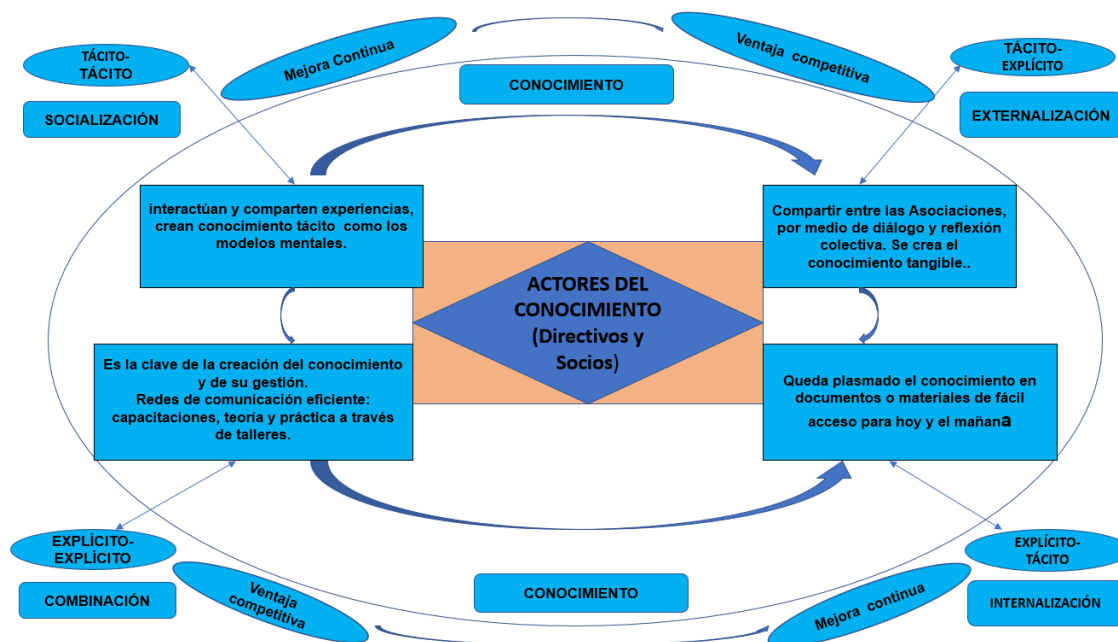 TÁCITO-
TÁCITO
Mejora Continua
Ventaja competitiva
TÁCITO-
EXPLÍCITO
CONOCIMIENTO
SOCIALIZACIÓN
EXTERNALIZACIÓN
interactúan y comparten experiencias,
crean conocimiento tácito como los
modelos mentales.
Compartir entre las Asociaciones,
por medio de diálogo y reflexión
colectiva. Se crea el
conocimiento tangible..
ACTORES DEL
CONOCIMIENTO
(Directivos y
Socios)
Es la clave de la creación del conocimiento
y de su gestión.
Redes de comunicación eficiente:
capacitaciones, teoría y práctica a través
de talleres.
Queda plasmado el conocimiento en
documentos o materiales de fácil
acceso para hoy y el mañana
EXPLÍCITO-
EXPLÍCITO
EXPLÍCITO-
TÁCITO
COMBINACIÓN
Ventaja
competitiva
CONOCIMIENTO
Mejora continua
INTERNALIZACIÓN